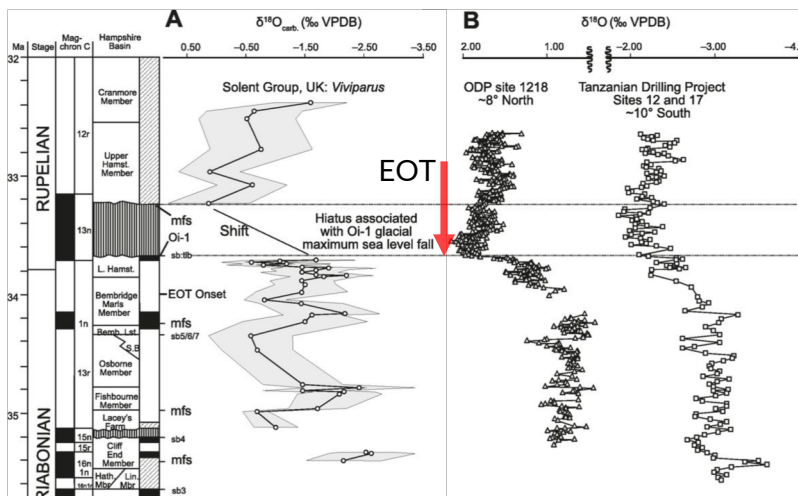 A
B
δ18Ocarb. (‰ VPDB)
δ18O (‰ VPDB)
Ma
Stage
Mag-
chron C
Hampshire
Basin
0.50
−0.50
−1.50
−2.50
−3.50
2.00
1.00
−2.00
−3.00
−4.00
32
33
34
35
RUPELIAN
RIABONIAN
12r
13n
1n
13r
15n
15r
16n
1n
Cranmore
Member
Upper
Hamst.
Member
L. Hamst.
Bembridge
Marls
Member
Bemb. Lst.
S.B
Osborne
Member
Fishbourne
Member
Lacey's
Farm
Cliff
End
Member
Hath.
Mbr
Lin.
Mbr
mfs
Oi-1
sb:tlb
EOT Onset
mfs
sb5/6/7
mfs
sb4
mfs
sb3
Solent Group, UK: Viviparus
Shift
Hiatus associated
with Oi-1 glacial
maximum sea level fall
EOT
ODP site 1218
~8° North
Tanzanian Drilling Project
Sites 12 and 17
~10° South